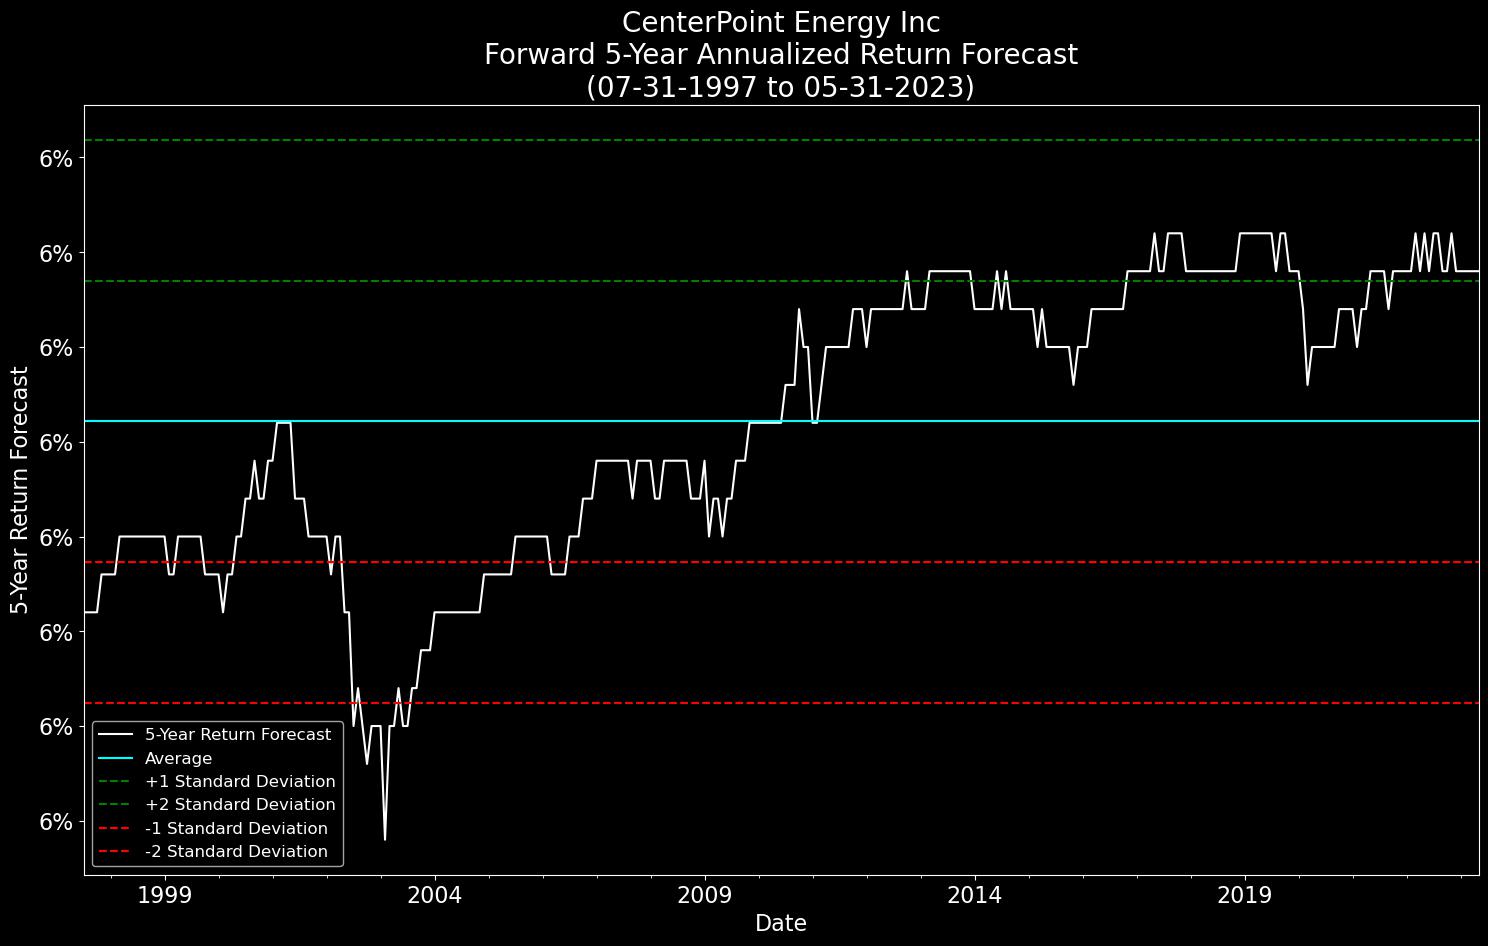 CenterPoint Energy Inc
Forward 5-Year Annualized Return Forecast
(07-31-1997 to 05-31-2023)
6%
6%
6%
6%
6%
6%
6%
6%
5-Year Return Forecast
5-Year Return Forecast
Average
+1 Standard Deviation
+2 Standard Deviation
-1 Standard Deviation
-2 Standard Deviation
1999 2004 2009 2014 2019
Date